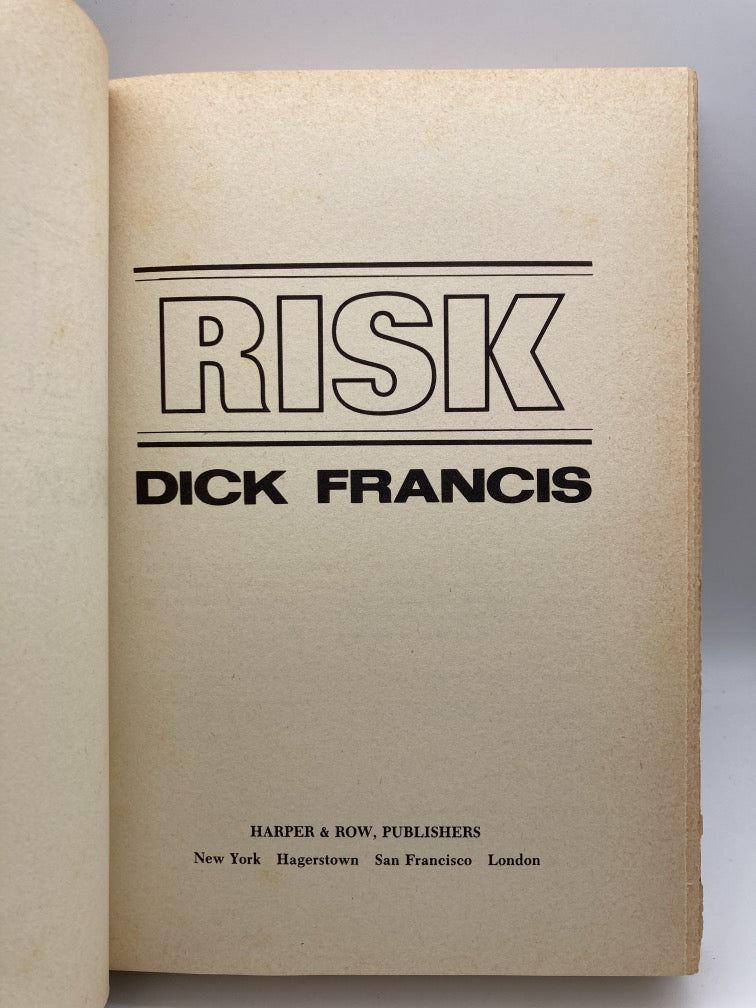 RISK
DICK FRANCIS
HARPER & ROW, PUBLISHERS
New York Hagerstown San Francisco London